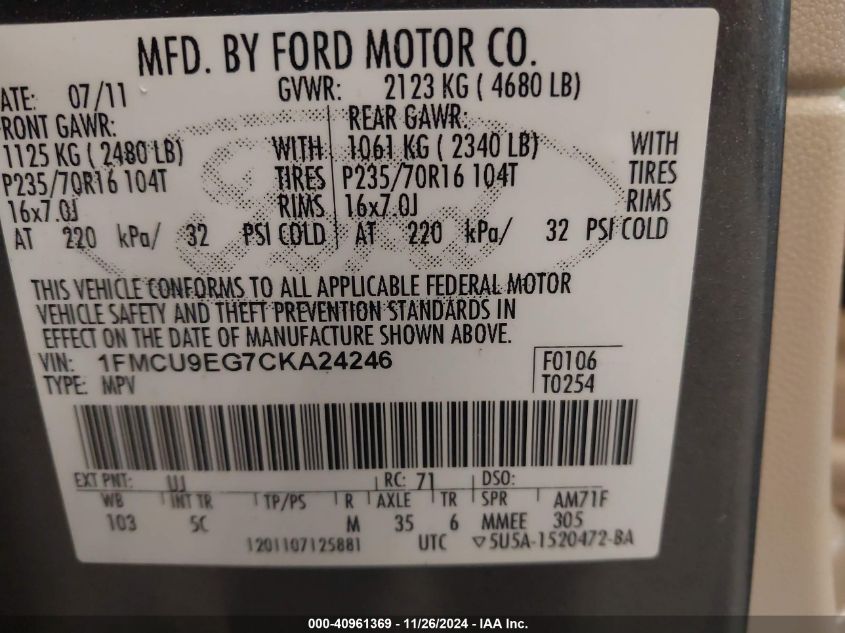 MFD. BY FORD MOTOR CO.
ATE: 07/11 GVWR: 2123 KG ( 4680 LB)
RONT GAWR: REAR GAWR:
1125 KG ( 2480 LB) WITH 1061 KG ( 2340 LB) WITH
P235/70R16 104T TIRES P235/70R16 104T TIRES
16x7.0J RIMS 16x7.0J RIMS
AT 220 kPa/ 32 PSI COLD AT 220 kPa/ 32 PSI COLD
THIS VEHICLE CONFORMS TO ALL APPLICABLE FEDERAL MOTOR
VEHICLE SAFETY AND THEFT PREVENTION STANDARDS IN
EFFECT ON THE DATE OF MANUFACTURE SHOWN ABOVE.
VIN: 1FMCU9EG7CKA24246 F0106
TYPE: MPV T0254
EXT PNT: UJ RC: 71 DSO:
WB INT TR TP/PS R AXLE TR SPR AM71F
103 5C M 35 6 MMEE 305
1201107125881 UTC ▽5U5A-1520472-BA
Ford
000-40961369 | 11/26/2024 - IAA Inc.